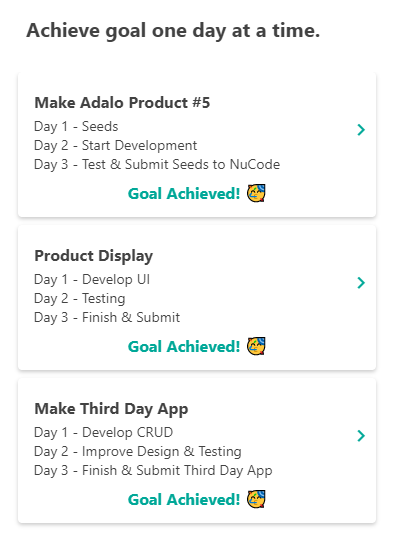 Achieve goal one day at a time.
Make Adalo Product #5
Day 1 - Seeds
Day 2 - Start Development
Day 3 - Test & Submit Seeds to NuCode
Goal Achieved! 🥳
Product Display
Day 1 - Develop UI
Day 2 - Testing
Day 3 - Finish & Submit
Goal Achieved! 🥳
Make Third Day App
Day 1 - Develop CRUD
Day 2 - Improve Design & Testing
Day 3 - Finish & Submit Third Day App
Goal Achieved! 🥳